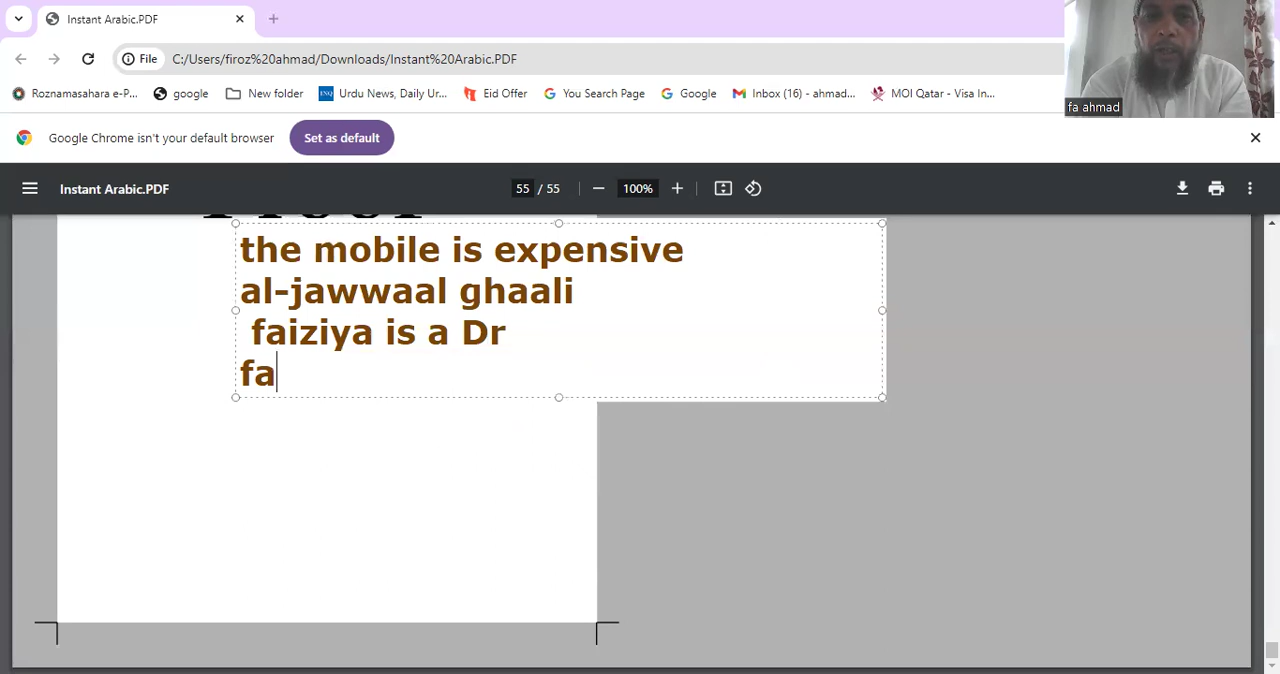 Instant Arabic.PDF
File
C:/Users/firoz%20ahmad/Downloads/Instant%20Arabic.PDF
Roznamasahara e-P...
google
New folder
Urdu News, Daily Ur...
Eid Offer
You Search Page
Google
Inbox (16) - ahmad...
MOI Qatar - Visa In...
fa ahmad
Google Chrome isn't your default browser
Set as default
Instant Arabic.PDF
55 / 55
100%
the mobile is expensive
al-jawwaal ghaali
faiziya is a Dr
fa